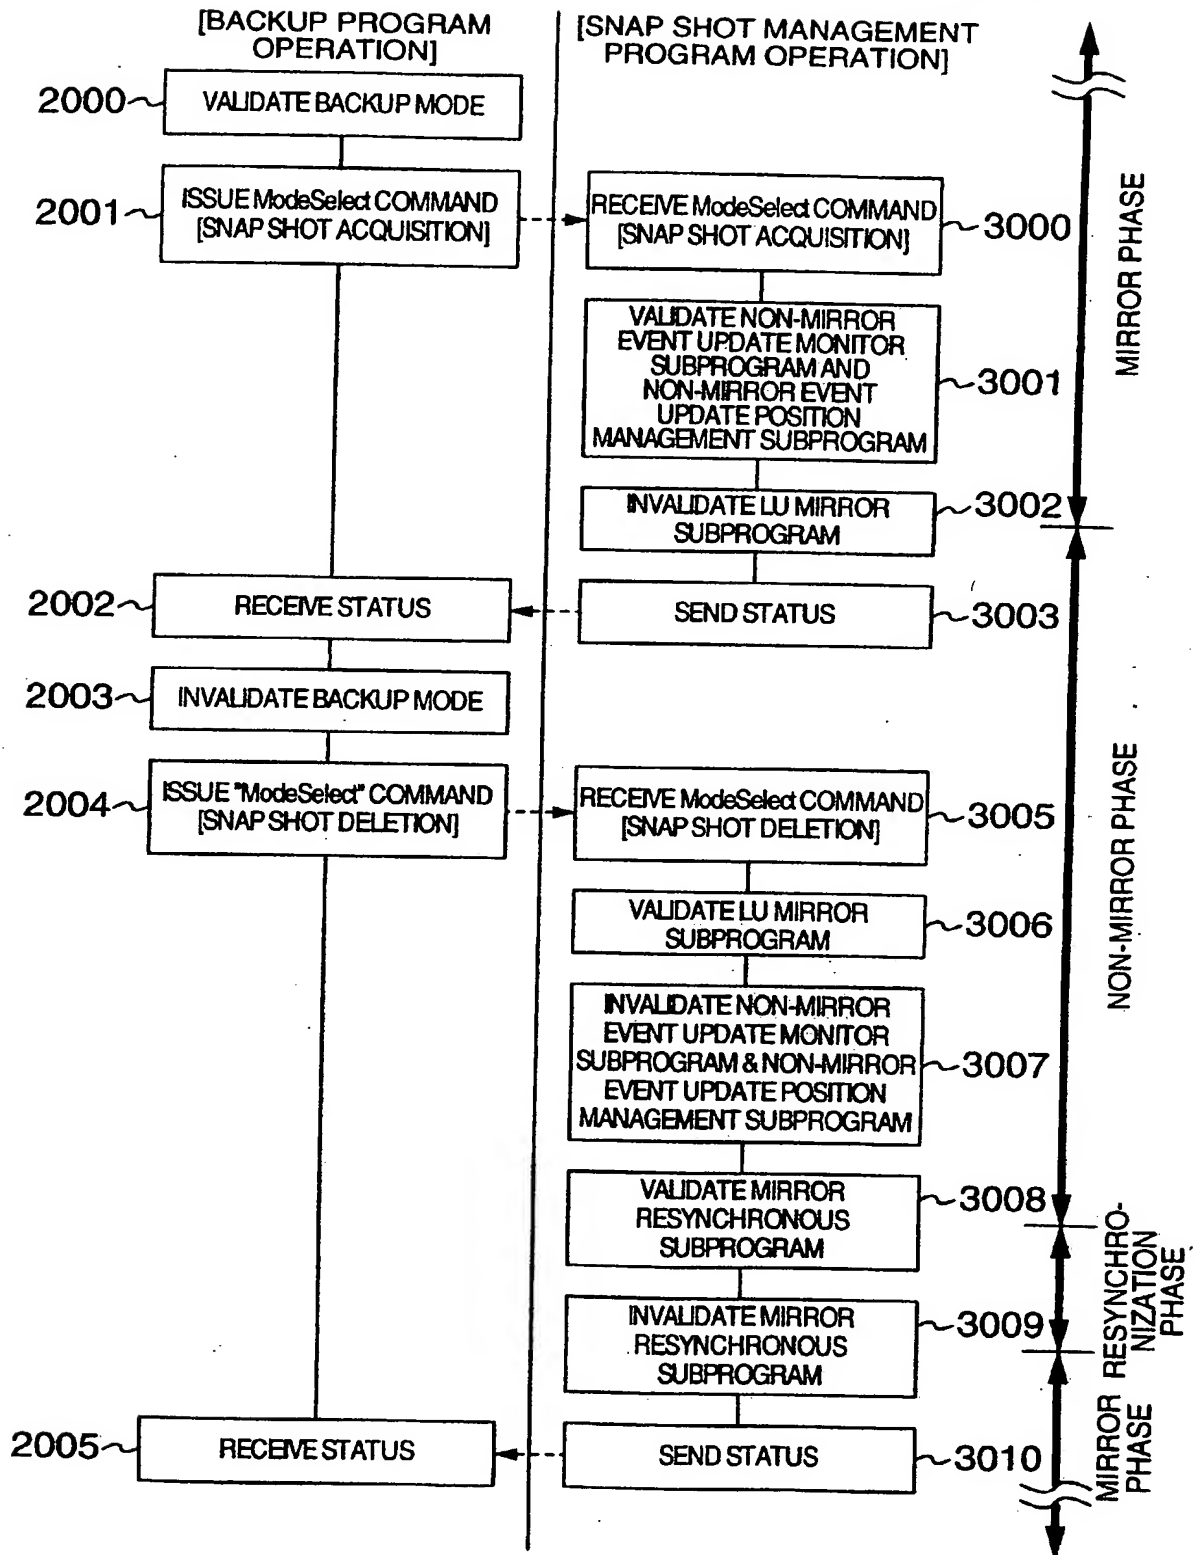 [BACKUP PROGRAM
OPERATION]
[SNAP SHOT MANAGEMENT
PROGRAM OPERATION]
2000
VALIDATE BACKUP MODE
2001
ISSUE ModeSelect COMMAND
[SNAP SHOT ACQUISITION]
RECEIVE ModeSelect COMMAND
[SNAP SHOT ACQUISITION]
3000
VALIDATE NON-MIRROR
EVENT UPDATE MONITOR
SUBPROGRAM AND
NON-MIRROR EVENT
UPDATE POSITION
MANAGEMENT SUBPROGRAM
3001
MIRROR PHASE
INVALIDATE LU MIRROR
SUBPROGRAM
3002
2002
RECEIVE STATUS
SEND STATUS
3003
2003
INVALIDATE BACKUP MODE
2004
ISSUE "ModeSelect" COMMAND
[SNAP SHOT DELETION]
RECEIVE ModeSelect COMMAND
[SNAP SHOT DELETION]
3005
VALIDATE LU MIRROR
SUBPROGRAM
3006
NON-MIRROR PHASE
INVALIDATE NON-MIRROR
EVENT UPDATE MONITOR
SUBPROGRAM & NON-MIRROR
EVENT UPDATE POSITION
MANAGEMENT SUBPROGRAM
3007
VALIDATE MIRROR
RESYNCHRONOUS
SUBPROGRAM
3008
INVALIDATE MIRROR
RESYNCHRONOUS
SUBPROGRAM
3009
RESYNCHRO-
NIZATION
PHASE
2005
RECEIVE STATUS
SEND STATUS
3010
MIRROR
PHASE